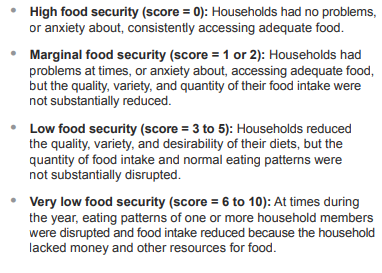 • High food security (score = 0): Households had no problems,
or anxiety about, consistently accessing adequate food.
• Marginal food security (score = 1 or 2): Households had
problems at times, or anxiety about, accessing adequate food,
but the quality, variety, and quantity of their food intake were
not substantially reduced.
• Low food security (score = 3 to 5): Households reduced
the quality, variety, and desirability of their diets, but the
quantity of food intake and normal eating patterns were
not substantially disrupted.
• Very low food security (score = 6 to 10): At times during
the year, eating patterns of one or more household members
were disrupted and food intake reduced because the household
lacked money and other resources for food.